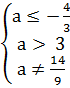 a ≤ −4/3
a > 3
a ≠ 14/9